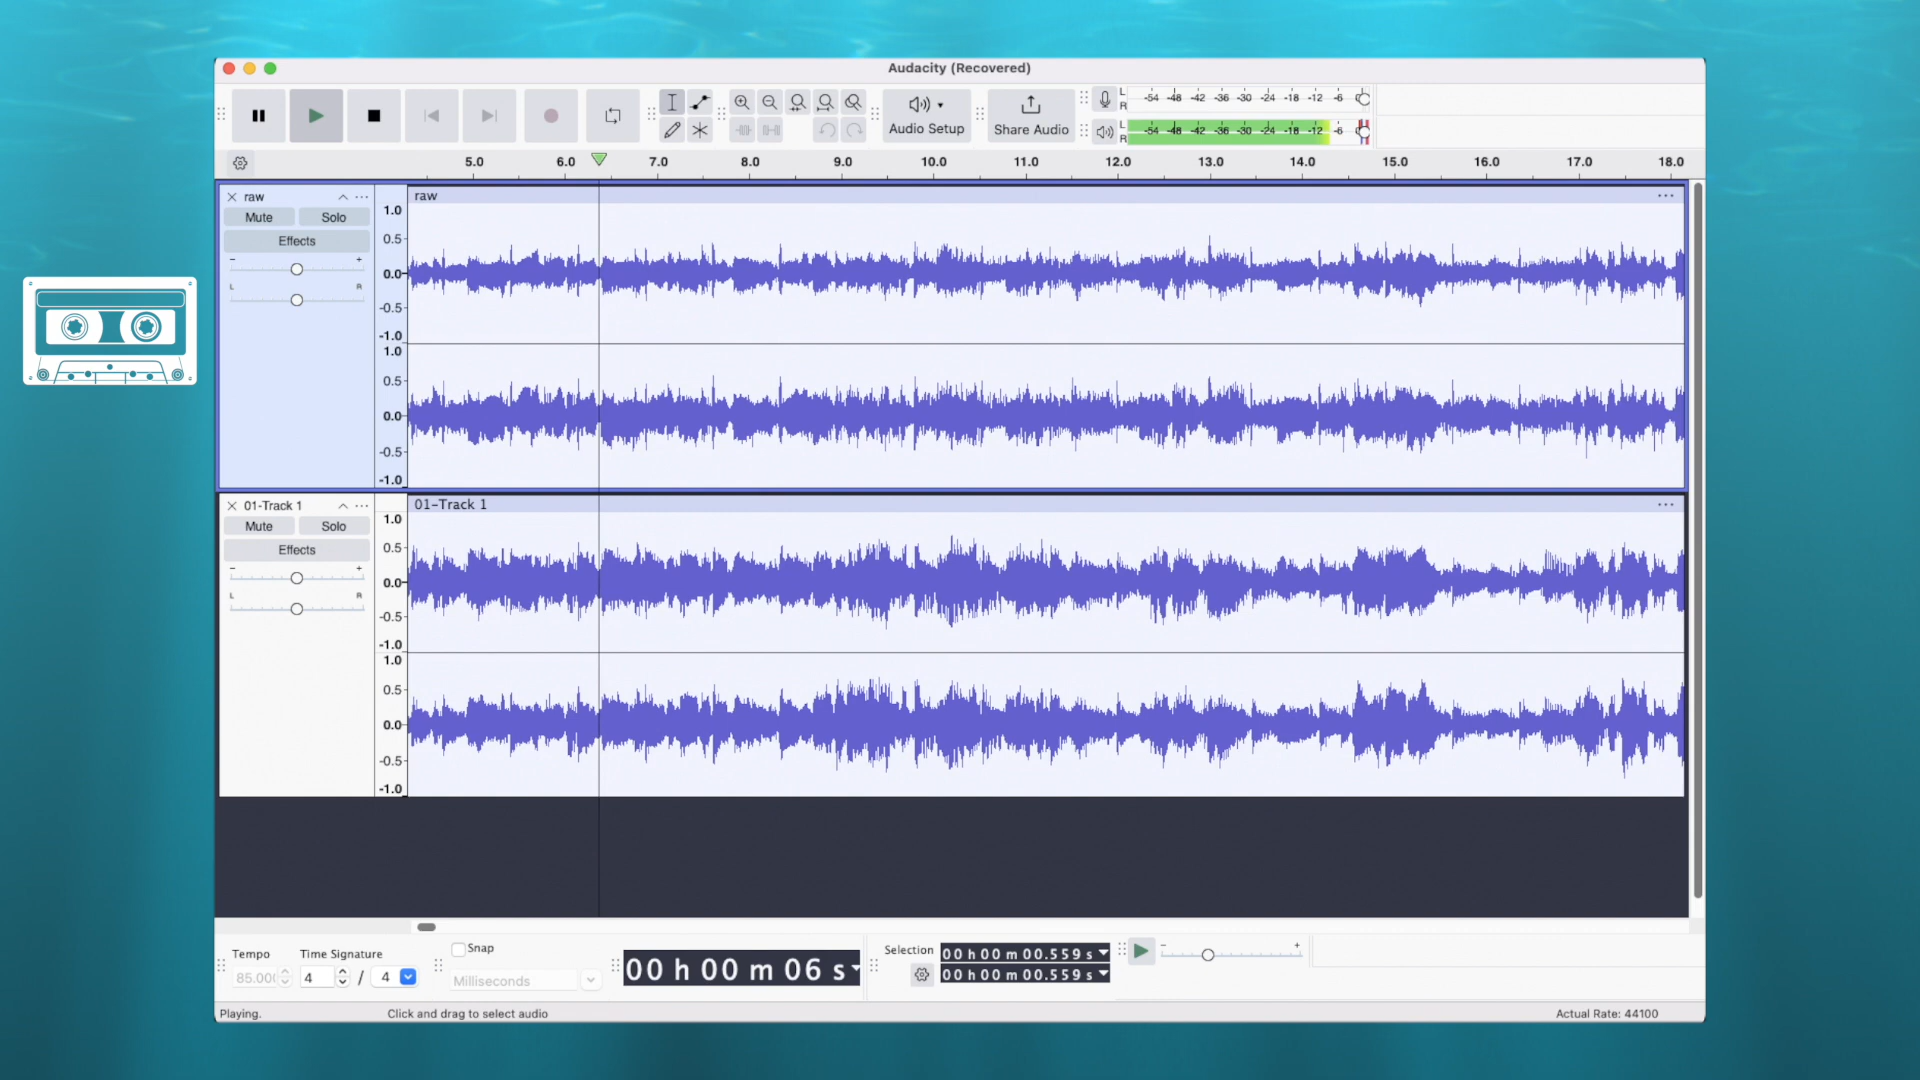 Audacity (Recovered)
Audio Setup
Share Audio
L
R
-54 -48 -42 -36 -30 -24 -18 -12 -6 0
L
R
-54 -48 -42 -36 -30 -24 -18 -12 -6
5.0 6.0 7.0 8.0 9.0 10.0 11.0 12.0 13.0 14.0 15.0 16.0 17.0 18.0
raw
Mute Solo
Effects
- +
L R
1.0
0.5
0.0
-0.5
-1.0
1.0
0.5
0.0
-0.5
-1.0
raw
01-Track 1
Mute Solo
Effects
- +
L R
1.0
0.5
0.0
-0.5
-1.0
1.0
0.5
0.0
-0.5
-1.0
01-Track 1
Tempo
85.00
Time Signature
4 / 4
Snap
Milliseconds
00 h 00 m 06 s
Selection
00 h 00 m 00.559 s
00 h 00 m 00.559 s
- +
Playing.
Click and drag to select audio
Actual Rate: 44100